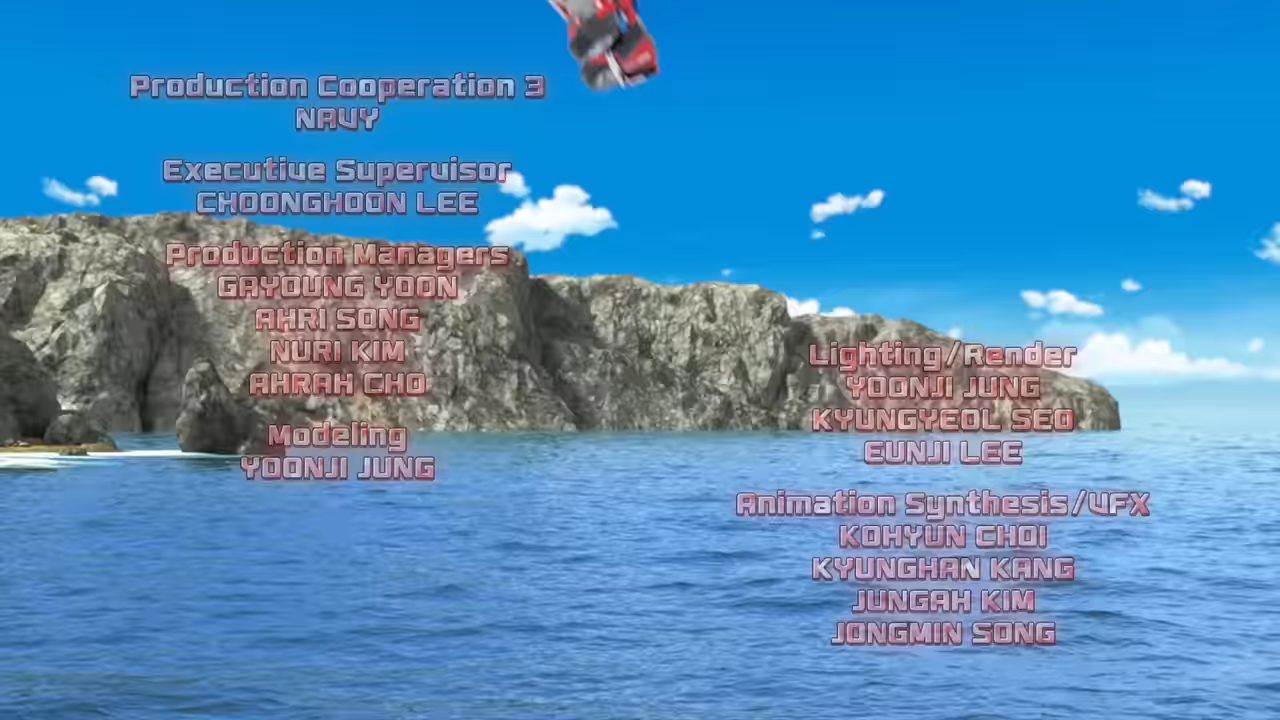 Production Cooperation 3
NAVY
Executive Supervisor
CHOONGHOON LEE
Production Managers
GAYOUNG YOON
AHRI SONG
NURI KIM
AHRAH CHO
Modeling
YOONJI JUNG
Lighting/Render
YOONJI JUNG
KYUNGYEOL SEO
EUNJI LEE
Animation Synthesis/VFX
KOHYUN CHOI
KYUNGHAN KANG
JUNGAH KIM
JONGMIN SONG